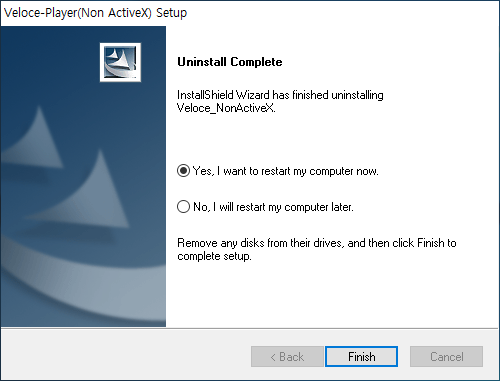 Veloce-Player(Non ActiveX) Setup
Uninstall Complete
InstallShield Wizard has finished uninstalling
Veloce_NonActiveX.
Yes, I want to restart my computer now.
No, I will restart my computer later.
Remove any disks from their drives, and then click Finish to
complete setup.
< Back
Finish
Cancel